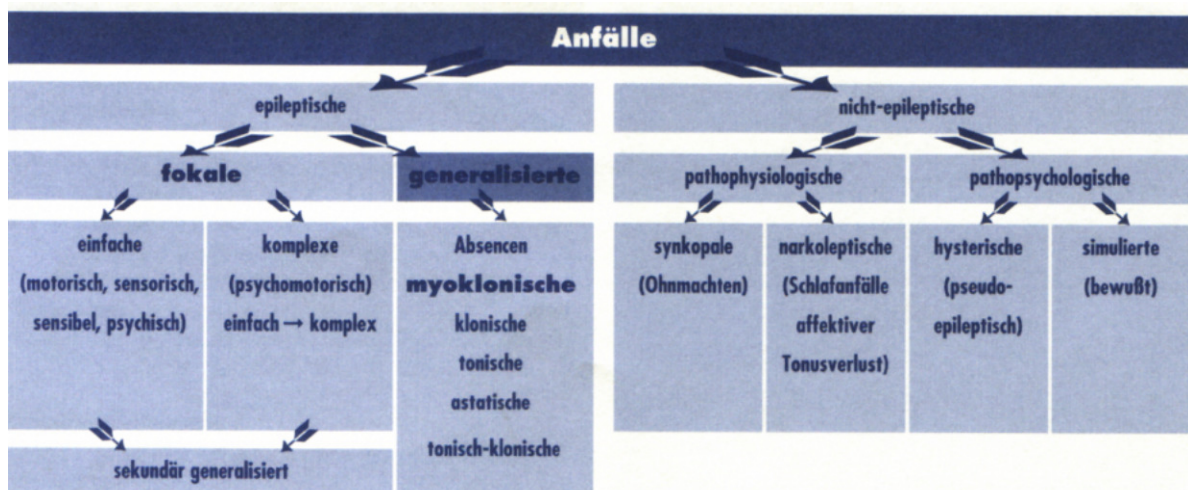 Anfälle
epileptische
nicht-epileptische
fokale
generalisierte
pathophysiologische
pathopsychologische
einfache
(motorisch, sensorisch,
sensibel, psychisch)
komplexe
(psychomotorisch)
einfach → komplex
Absencen
myoklonische
klonische
tonische
astatische
tonisch-klonische
synkopale
(Ohnmachten)
narkoleptische
(Schlafanfälle
affektiver
Tonusverlust)
hysterische
(pseudo-
epileptisch)
simulierte
(bewußt)
sekundär generalisiert